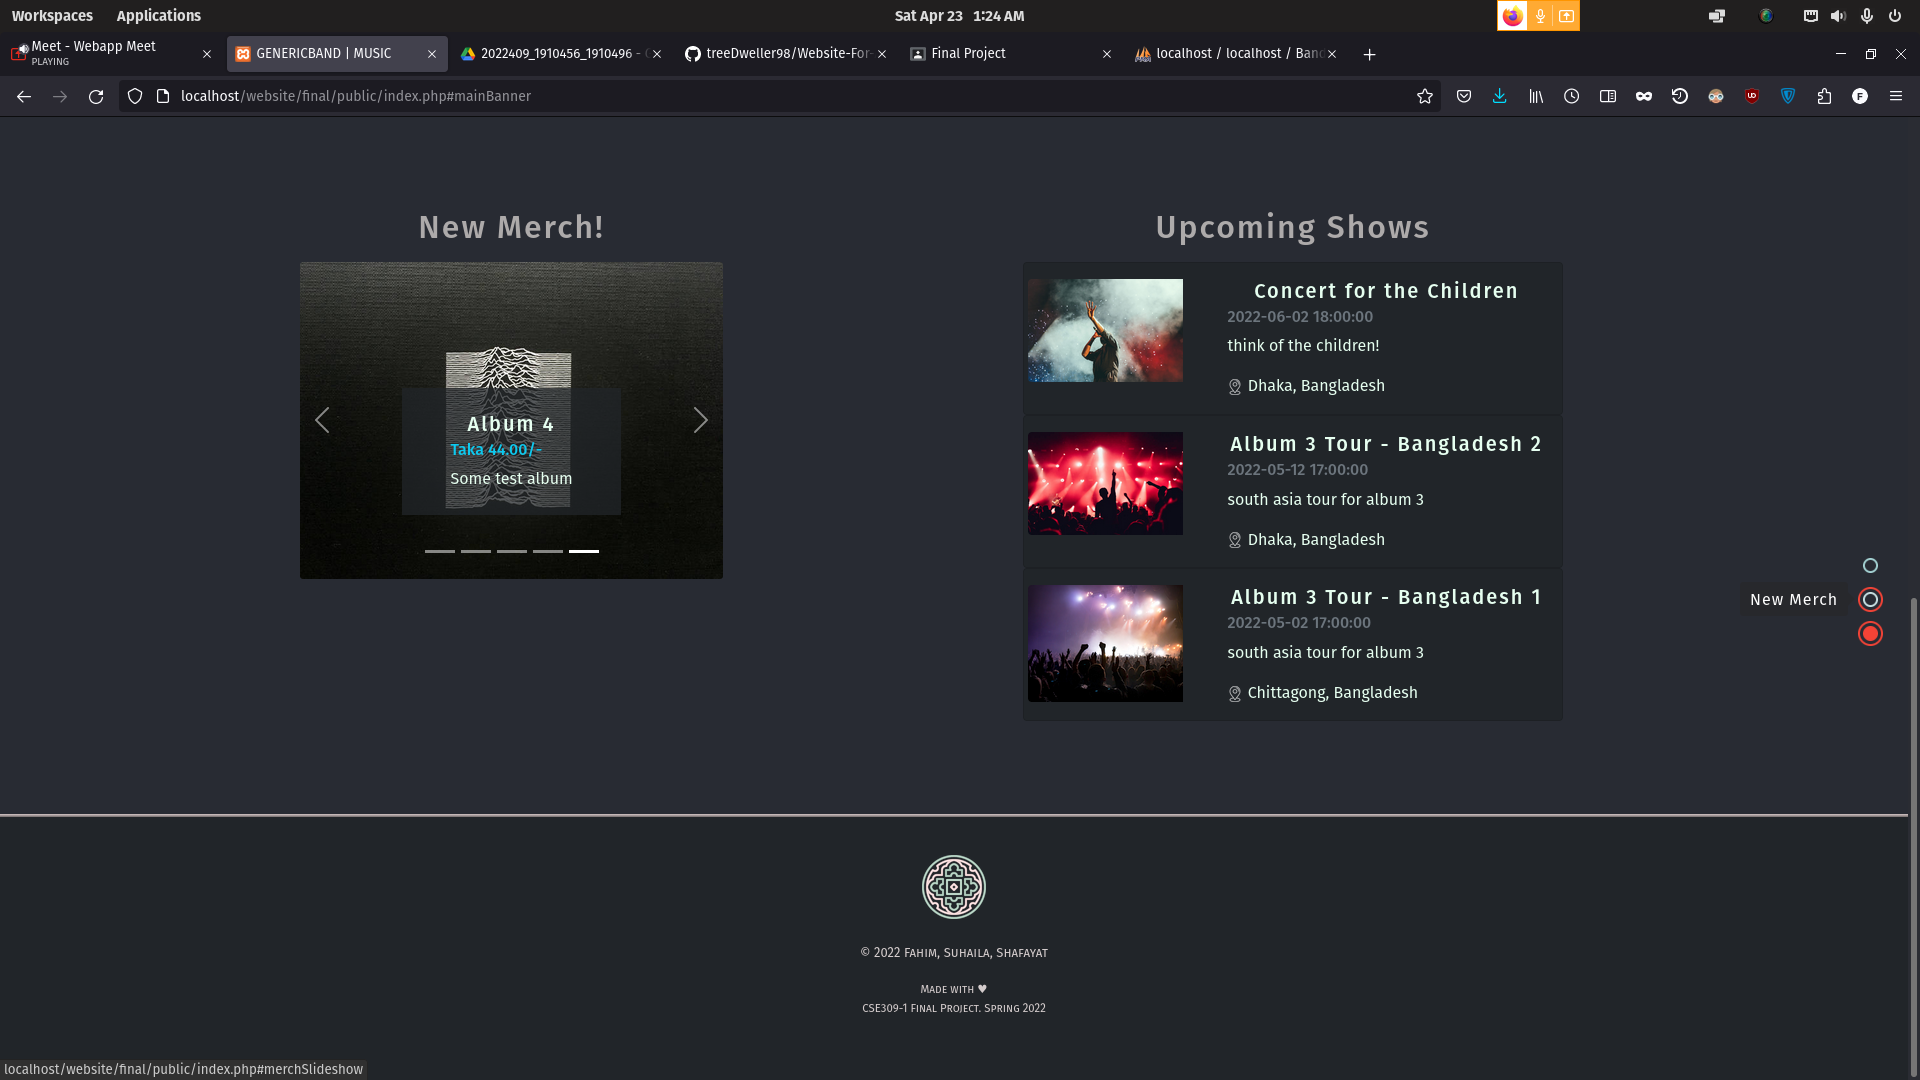 Workspaces Applications Sat Apr 23 1:24 AM
Meet - Webapp Meet
PLAYING
GENERICBAND | MUSIC
2022409_1910456_1910496 -
treeDweller98/Website-For-
Final Project
localhost / localhost / Band
localhost/website/final/public/index.php#mainBanner
New Merch!
Album 4
Taka 44.00/-
Some test album
Upcoming Shows
Concert for the Children
2022-06-02 18:00:00
think of the children!
Dhaka, Bangladesh
Album 3 Tour - Bangladesh 2
2022-05-12 17:00:00
south asia tour for album 3
Dhaka, Bangladesh
Album 3 Tour - Bangladesh 1
2022-05-02 17:00:00
south asia tour for album 3
Chittagong, Bangladesh
New Merch
© 2022 Fahim, Suhaila, Shafayat
Made with ♥
CSE309-1 Final Project. Spring 2022
localhost/website/final/public/index.php#merchSlideshow